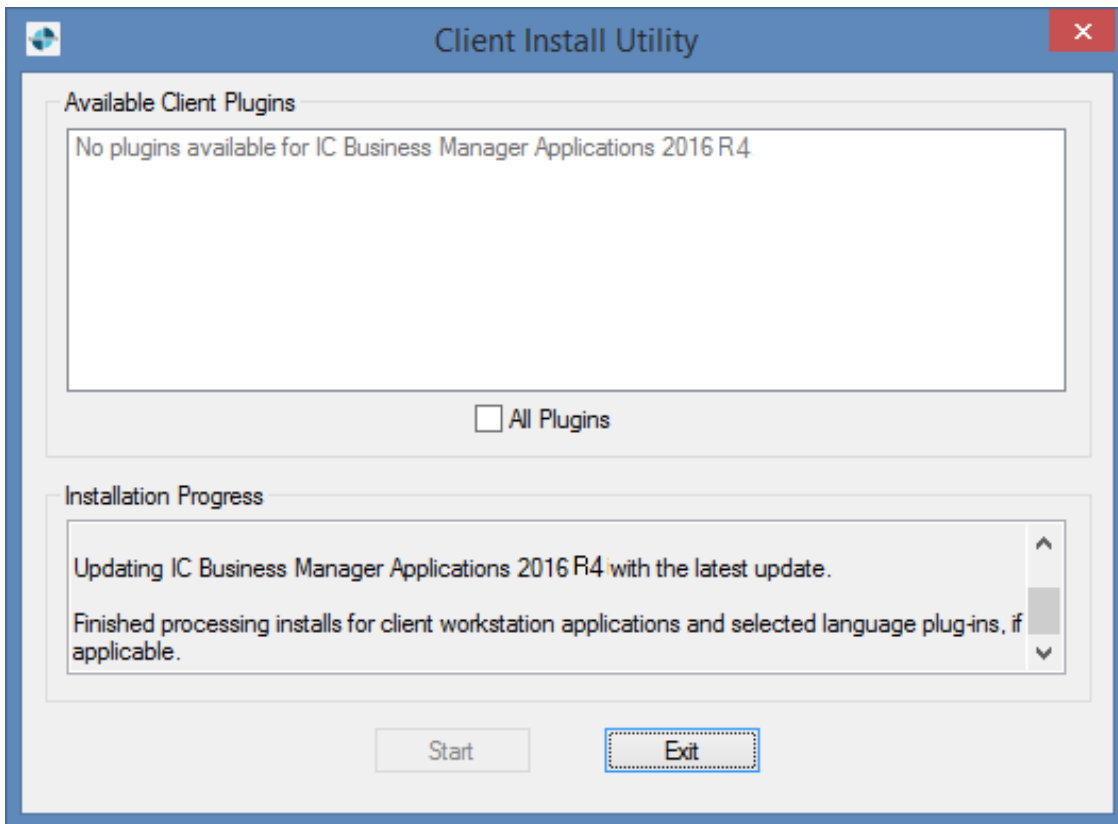 Client Install Utility
Available Client Plugins
No plugins available for IC Business Manager Applications 2016 R4
All Plugins
Installation Progress
Updating IC Business Manager Applications 2016 R4 with the latest update.
Finished processing installs for client workstation applications and selected language plug-ins, if
applicable.
Start
Exit